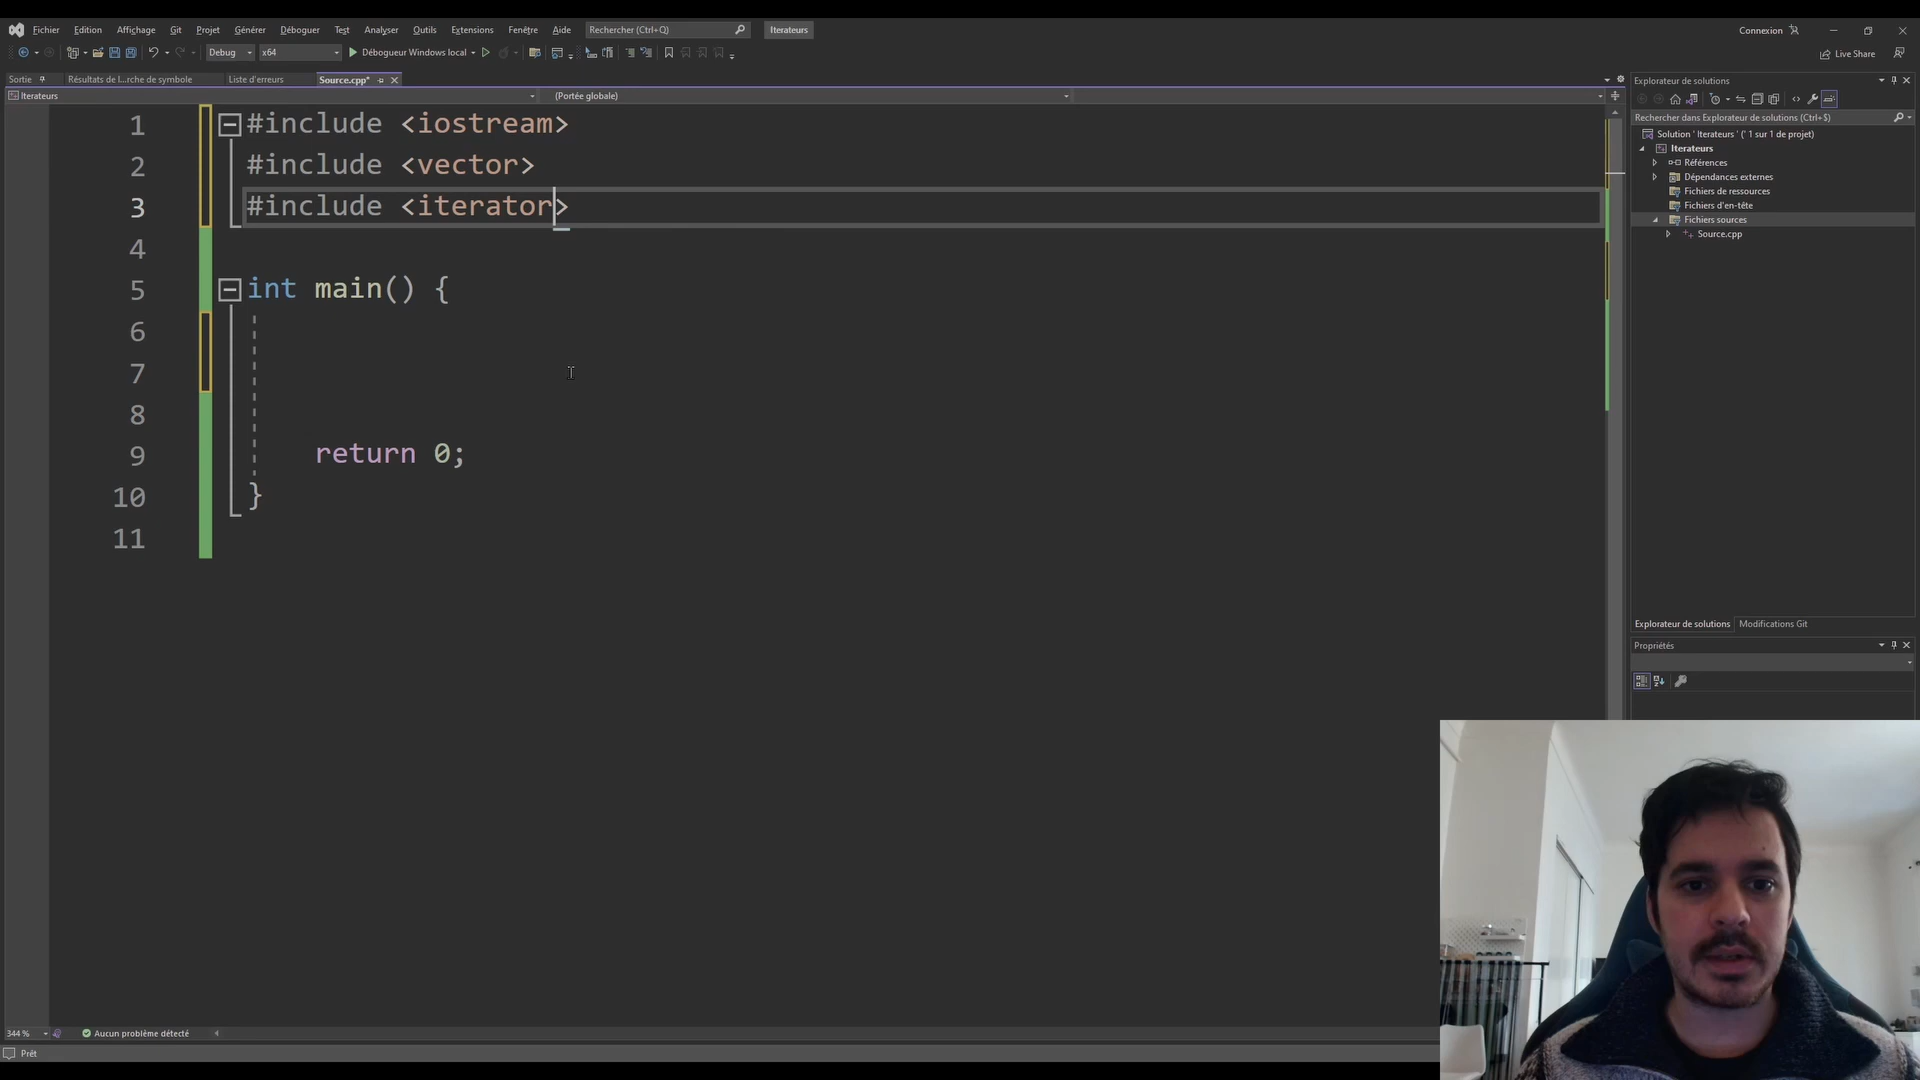 Fichier Edition Affichage Git Projet Générer Déboguer Test Analyser Outils Extensions Fenêtre Aide Rechercher (Ctrl+Q) Iterateurs Connexion
Debug x64 Débogueur Windows local Live Share
Sortie Résultats de l...rche de symbole Liste d'erreurs Source.cpp*
Iterateurs (Portée globale)
1 #include <iostream>
2 #include <vector>
3 #include <iterator>
4
5 int main() {
6
7
8
9 return 0;
10 }
11
Explorateur de solutions
Rechercher dans Explorateur de solutions (Ctrl+$)
Solution ' Iterateurs ' (' 1 sur 1 de projet)
Iterateurs
Références
Dépendances externes
Fichiers de ressources
Fichiers d'en-tête
Fichiers sources
Source.cpp
Explorateur de solutions Modifications Git
Propriétés
344 % Aucun problème détecté
Prêt